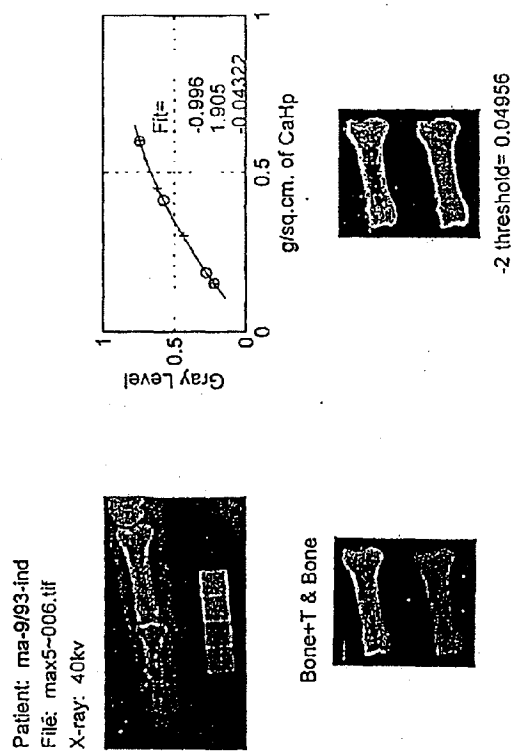 Patient: ma-9/93-ind
File: max5~006.tif
X-ray: 40kv
1
0.5
0
Gray Level
Fit=
-0.996
1.905
-0.04322
0
0.5
1
g/sq.cm. of CaHp
Bone+T & Bone
-2 threshold= 0.04956